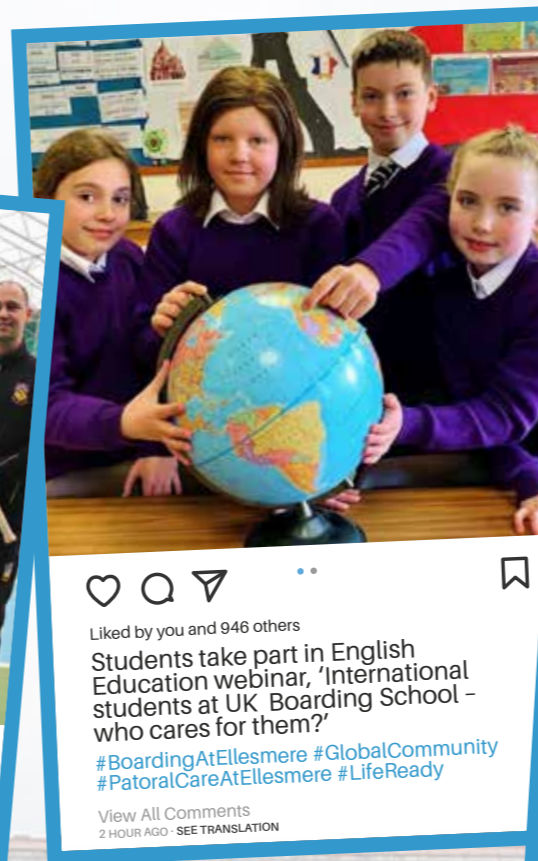 Liked by you and 946 others
Students take part in English
Education webinar, ‘International
students at UK Boarding School –
who cares for them?’
#BoardingAtEllesmere #GlobalCommunity
#PatoralCareAtEllesmere #LifeReady
View All Comments
2 HOUR AGO · SEE TRANSLATION